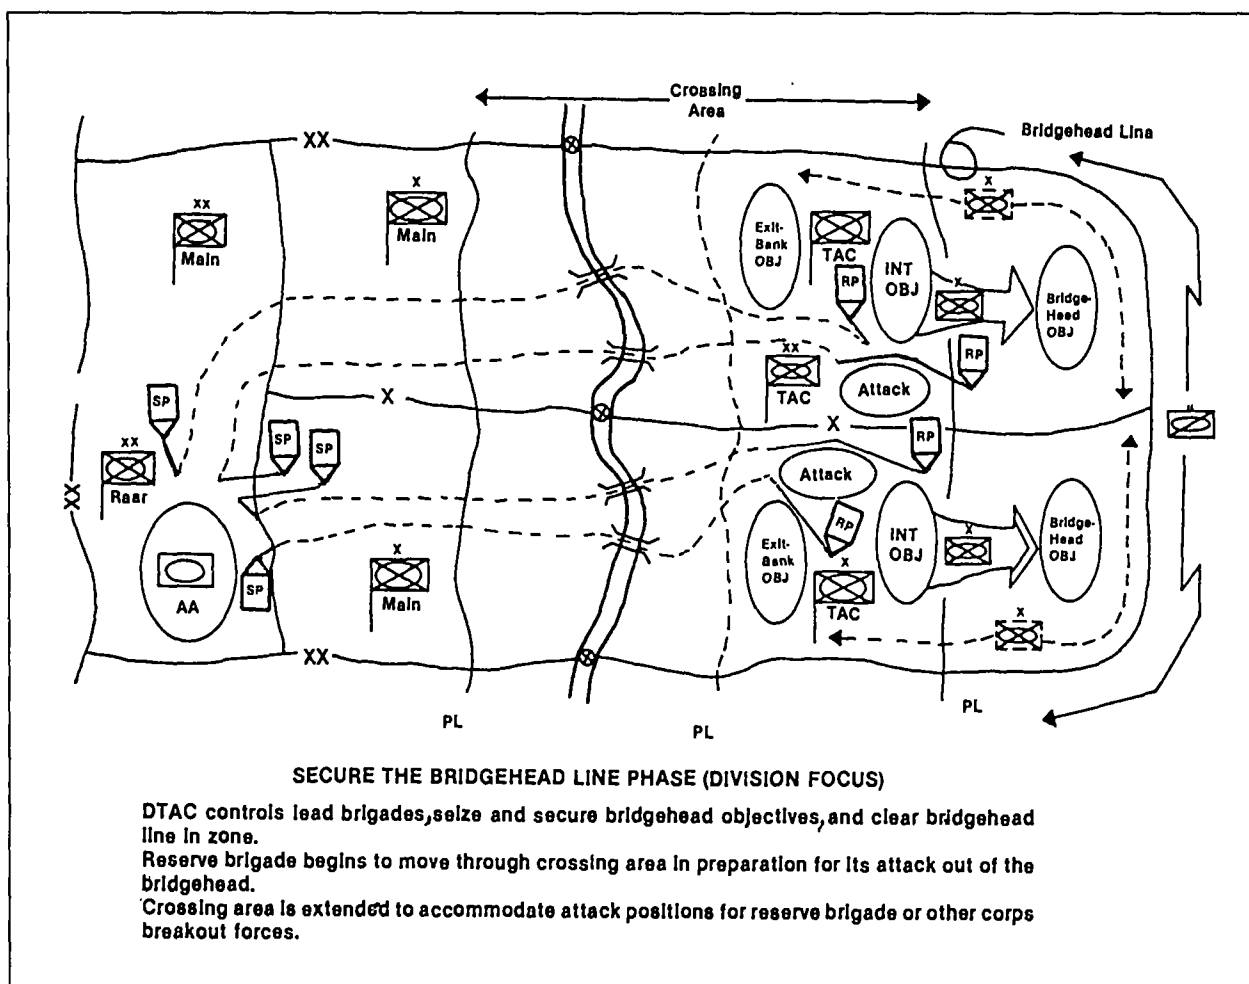 Crossing
Area
Bridgehead Line
XX
XX
Main
X
Main
Exit-
Bank
OBJ
TAC
RP
INT
OBJ
X
X
Bridge-
Head
OBJ
RP
XX
TAC
Attack
X
X
SP
SP
SP
XX
Rear
XX
RP
Attack
RP
Exit-
Bank
OBJ
INT
OBJ
X
Bridge-
Head
OBJ
AA
SP
X
Main
X
TAC
X
XX
PL
PL
PL
SECURE THE BRIDGEHEAD LINE PHASE (DIVISION FOCUS)
DTAC controls lead brigades, seize and secure bridgehead objectives, and clear bridgehead
line in zone.
Reserve brigade begins to move through crossing area in preparation for its attack out of the
bridgehead.
Crossing area is extended to accommodate attack positions for reserve brigade or other corps
breakout forces.